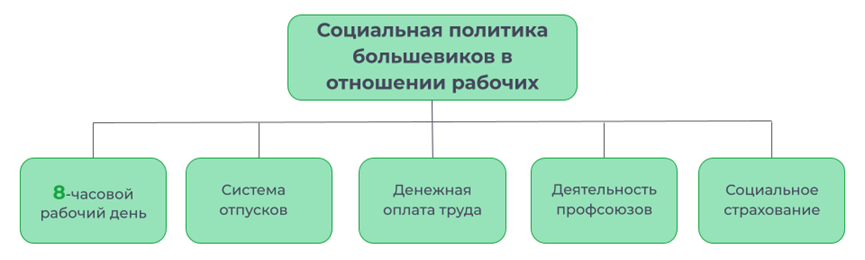 Социальная политика
большевиков в
отношении рабочих
8-часовой
рабочий день
Система
отпусков
Денежная
оплата труда
Деятельность
профсоюзов
Социальное
страхование